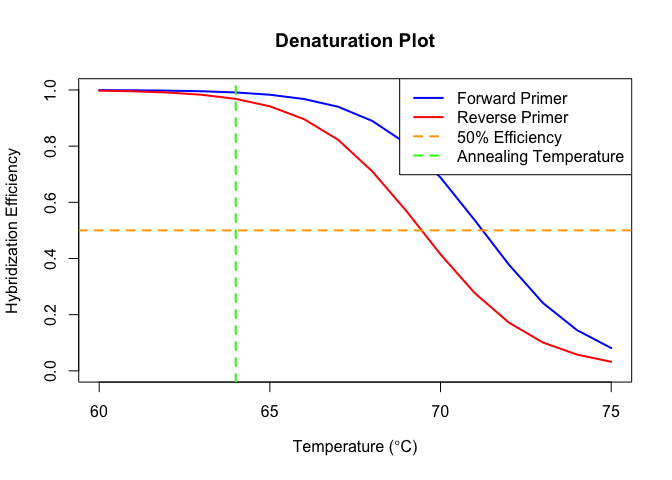 Denaturation Plot
Forward Primer
Reverse Primer
50% Efficiency
Annealing Temperature
Hybridization Efficiency
1.0
0.8
0.6
0.4
0.2
0.0
60 65 70 75
Temperature (°C)